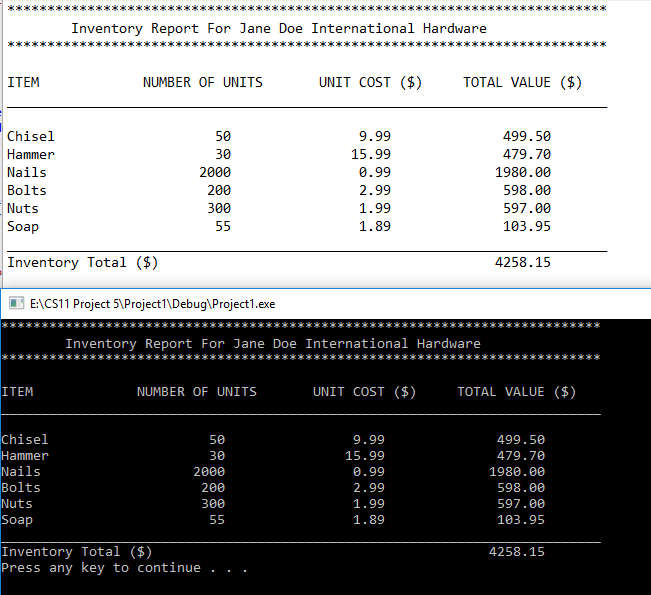 ***************************************************************************
Inventory Report For Jane Doe International Hardware
***************************************************************************
ITEM NUMBER OF UNITS UNIT COST ($) TOTAL VALUE ($)
___________________________________________________________________________
Chisel 50 9.99 499.50
Hammer 30 15.99 479.70
Nails 2000 0.99 1980.00
Bolts 200 2.99 598.00
Nuts 300 1.99 597.00
Soap 55 1.89 103.95
___________________________________________________________________________
Inventory Total ($) 4258.15
E:\CS11 Project 5\Project1\Debug\Project1.exe
***************************************************************************
Inventory Report For Jane Doe International Hardware
***************************************************************************
ITEM NUMBER OF UNITS UNIT COST ($) TOTAL VALUE ($)
___________________________________________________________________________
Chisel 50 9.99 499.50
Hammer 30 15.99 479.70
Nails 2000 0.99 1980.00
Bolts 200 2.99 598.00
Nuts 300 1.99 597.00
Soap 55 1.89 103.95
___________________________________________________________________________
Inventory Total ($) 4258.15
Press any key to continue . . .